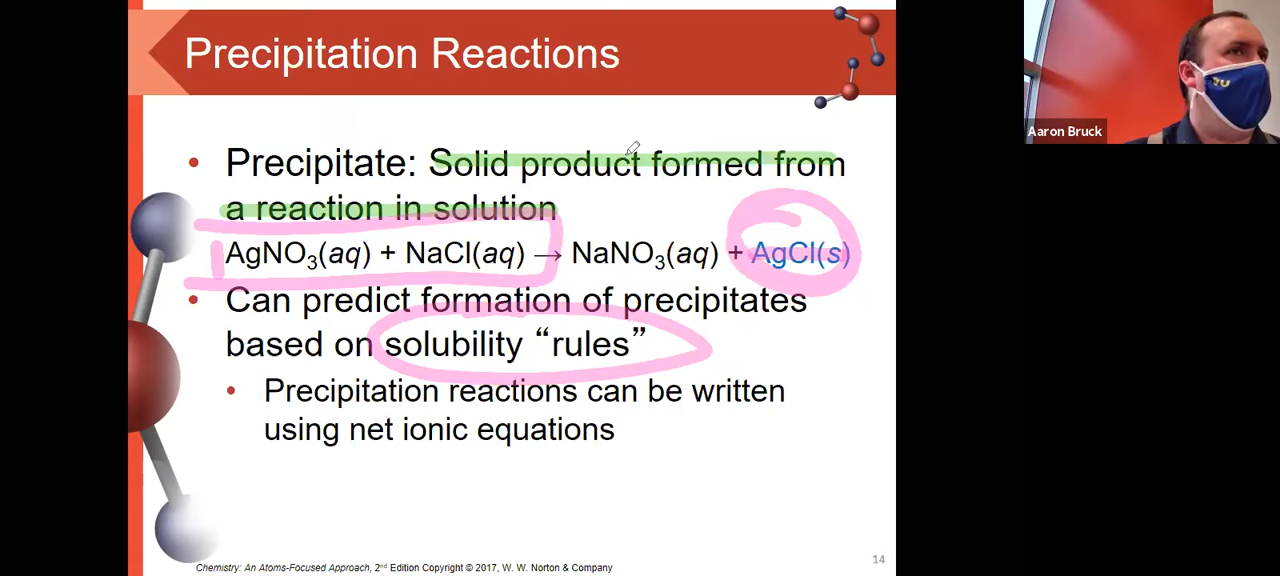 Precipitation Reactions
Aaron Bruck
• Precipitate: Solid product formed from
a reaction in solution
AgNO₃(aq) + NaCl(aq) → NaNO₃(aq) + AgCl(s)
• Can predict formation of precipitates
based on solubility “rules”
• Precipitation reactions can be written
using net ionic equations
Chemistry: An Atoms-Focused Approach, 2nd Edition Copyright © 2017, W. W. Norton & Company
14